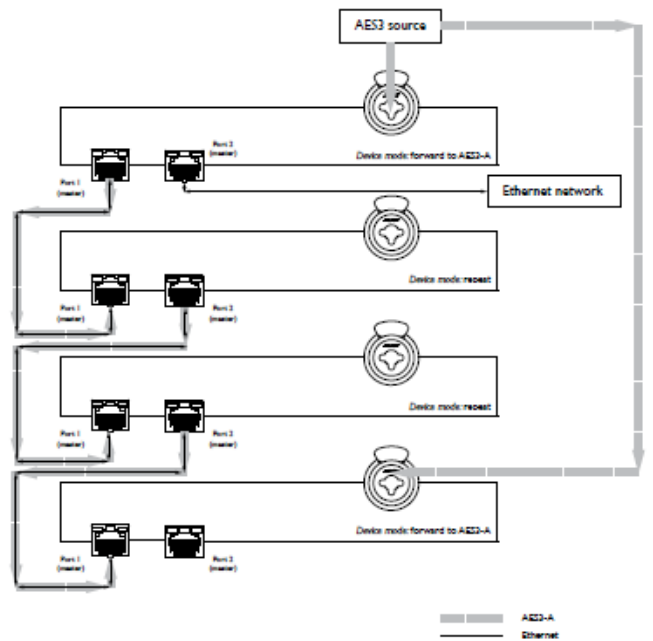 AES3 source
Port 1
(master)
Port 2
(master)
Device mode: forward to AES3-A
Ethernet network
Port 1
(master)
Port 2
(master)
Device mode: repeat
Port 1
(master)
Port 2
(master)
Device mode: repeat
Port 1
(master)
Port 2
(master)
Device mode: forward to AES3-A
AES3-A
Ethernet